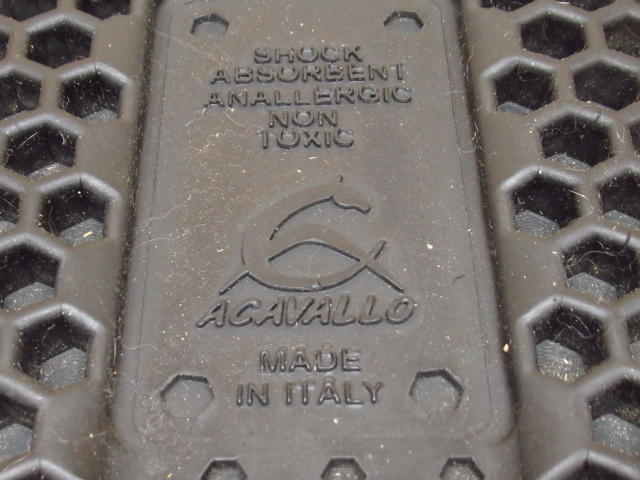 SHOCK
ABSORBENT
ANALLERGIC
NON
TOXIC
ACAVALLO
MADE
IN ITALY